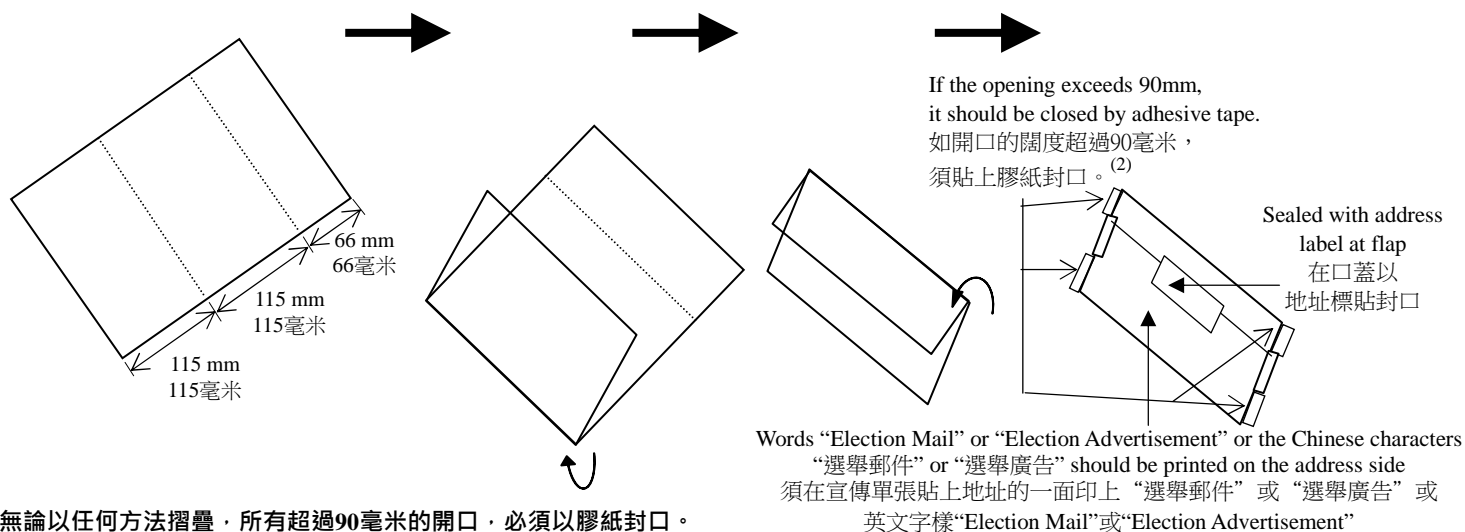 If the opening exceeds 90mm,
it should be closed by adhesive tape.
如開口的闊度超過90毫米，
須貼上膠紙封口。(2)
Sealed with address
label at flap
在口蓋以
地址標貼封口
66 mm
66毫米
115 mm
115毫米
115 mm
115毫米
Words “Election Mail” or “Election Advertisement” or the Chinese characters
“選舉郵件” or “選舉廣告” should be printed on the address side
須在宣傳單張貼上地址的一面印上“選舉郵件”或“選舉廣告”或
英文字樣“Election Mail”或“Election Advertisement”
無論以任何方法摺疊，所有超過90毫米的開口，必須以膠紙封口。